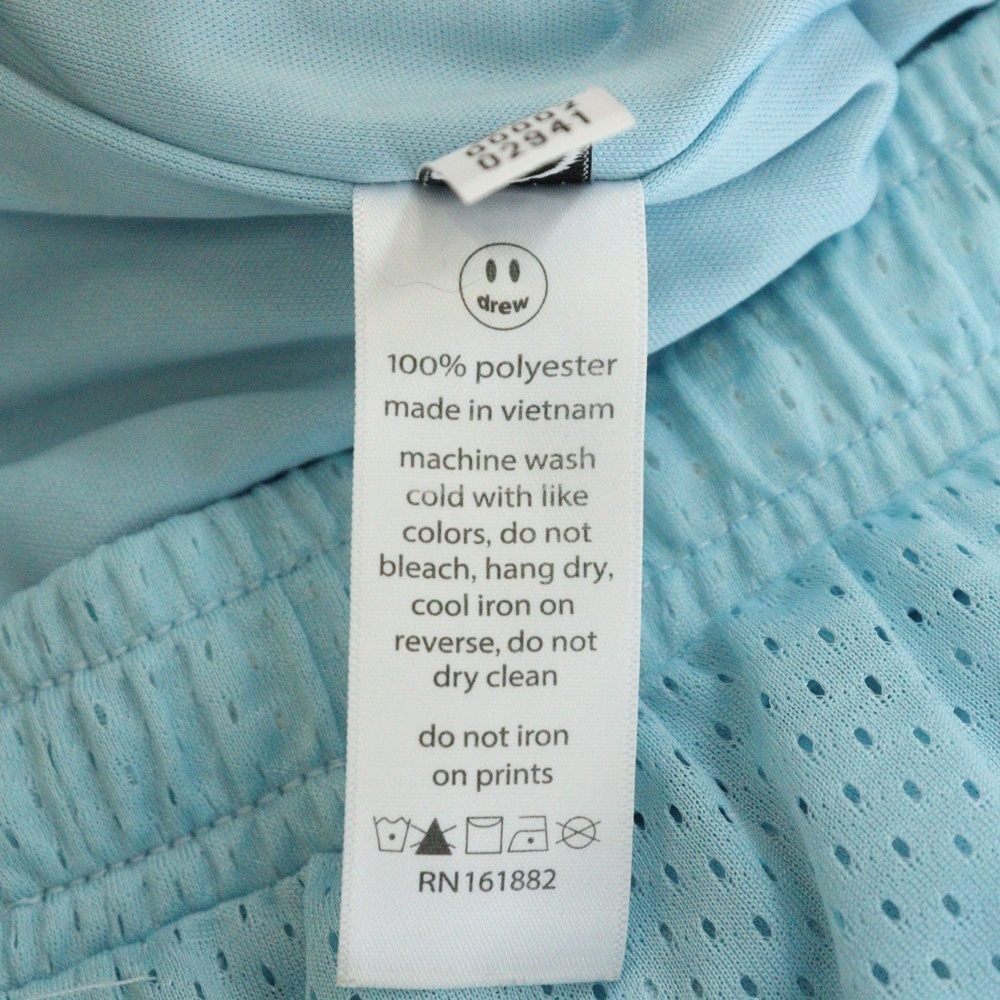 02941
drew
100% polyester
made in vietnam
machine wash
cold with like
colors, do not
bleach, hang dry,
cool iron on
reverse, do not
dry clean
do not iron
on prints
RN161882